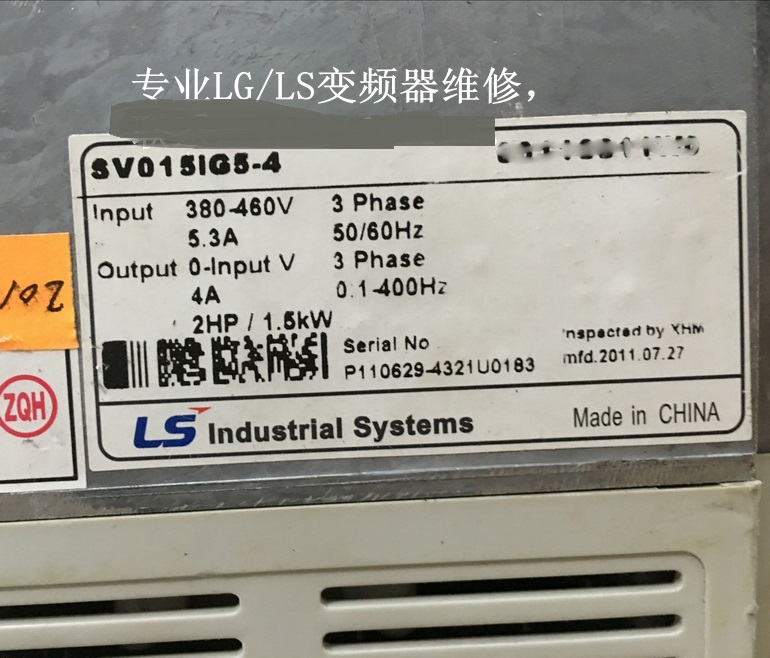 专业LG/LS变频器维修，
SV015IG5-4
Input 380-460V 3 Phase
5.3A 50/60Hz
Output 0-Input V 3 Phase
4A 0.1-400Hz
2HP / 1.5kW
Serial No
P110629-4321U0183
Inspected by XHM
mfd.2011.07.27
LS Industrial Systems
Made in CHINA
ZQH